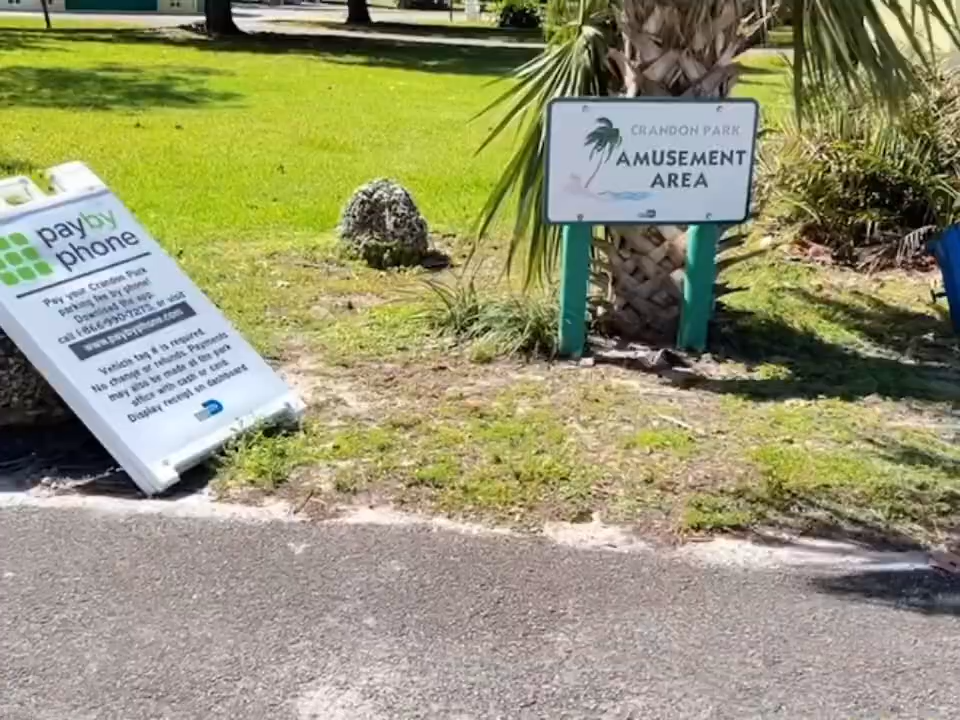 payby
phone
Pay your Crandon Park
parking fee by phone!
Download the app,
call 1-866-990-7275, or visit
www.paybyphone.com
Vehicle tag # is required
No change or refunds. Payments
may also be made at the park
office with cash or card.
Display receipt on dashboard
CRANDON PARK
AMUSEMENT
AREA